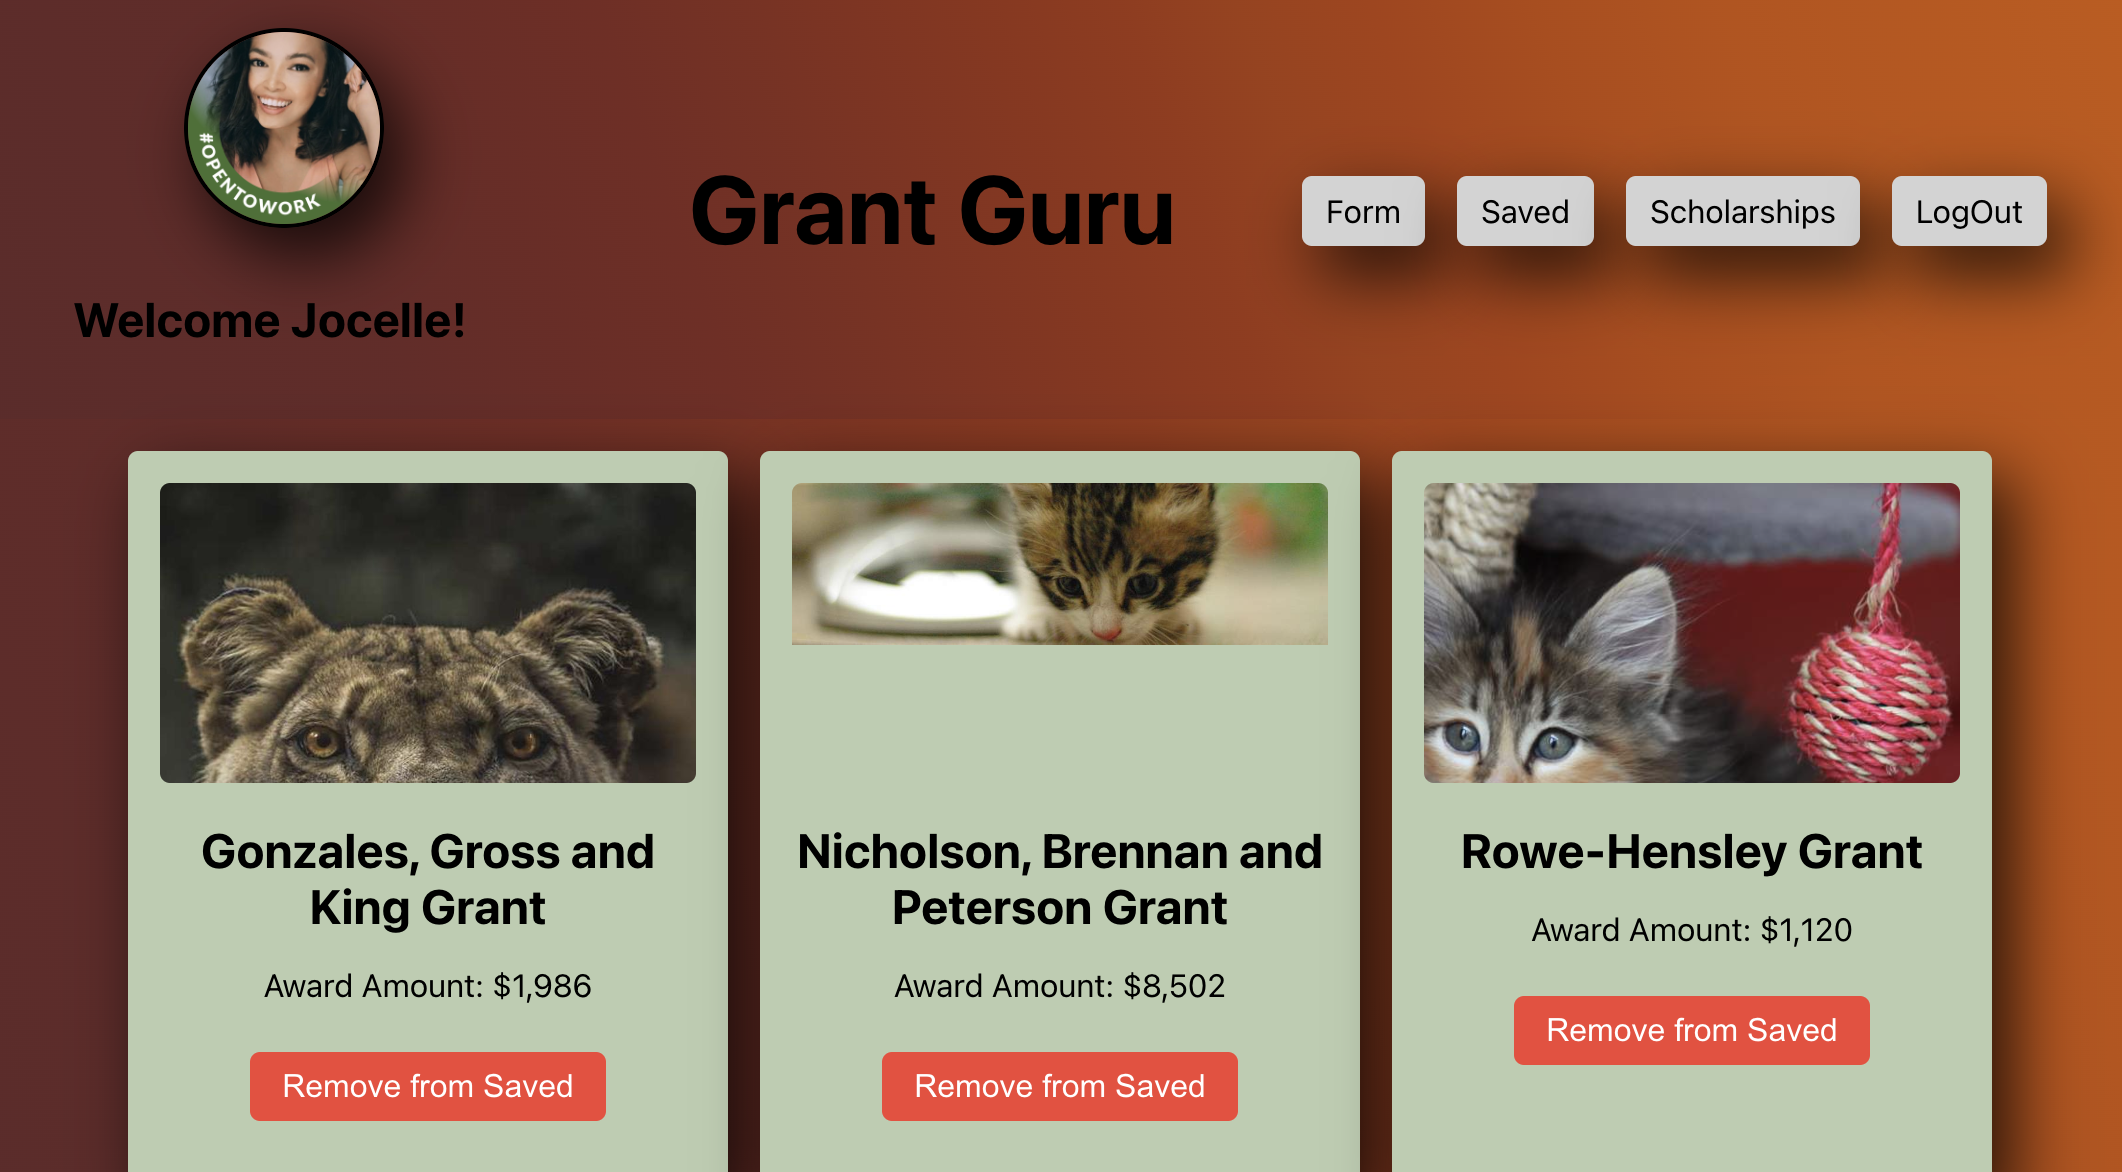 #OPENTOWORK
Grant Guru
Form
Saved
Scholarships
LogOut
Welcome Jocelle!
Gonzales, Gross and
King Grant
Award Amount: $1,986
Remove from Saved
Nicholson, Brennan and
Peterson Grant
Award Amount: $8,502
Remove from Saved
Rowe-Hensley Grant
Award Amount: $1,120
Remove from Saved